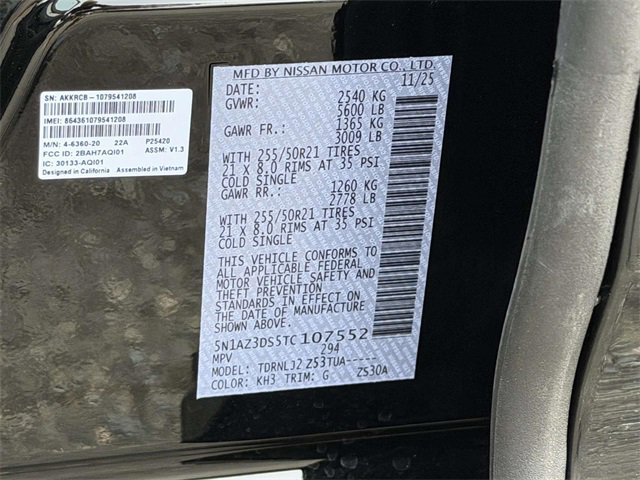 SN: AKKRCB-1079541208
IMEI: 864361079541208
M/N: 4-6360-20 22A P25420
FCC ID: 2BAH7AQI01 ASSM: V1.3
IC: 30133-AQI01
Designed in California Assembled in Vietnam
MFD BY NISSAN MOTOR CO., LTD.
DATE: 11/25
GVWR: 2540 KG
5600 LB
GAWR FR.: 1365 KG
3009 LB
WITH 255/50R21 TIRES
21 X 8.0 RIMS AT 35 PSI
COLD SINGLE
GAWR RR.: 1260 KG
2778 LB
WITH 255/50R21 TIRES
21 X 8.0 RIMS AT 35 PSI
COLD SINGLE
THIS VEHICLE CONFORMS TO
ALL APPLICABLE FEDERAL
MOTOR VEHICLE SAFETY AND
THEFT PREVENTION
STANDARDS IN EFFECT ON
THE DATE OF MANUFACTURE
SHOWN ABOVE.
5N1AZ3DS5TC107552
MPV 294
MODEL: TDRNLJ2 Z53TUA-----
COLOR: KH3 TRIM: G ZS30A